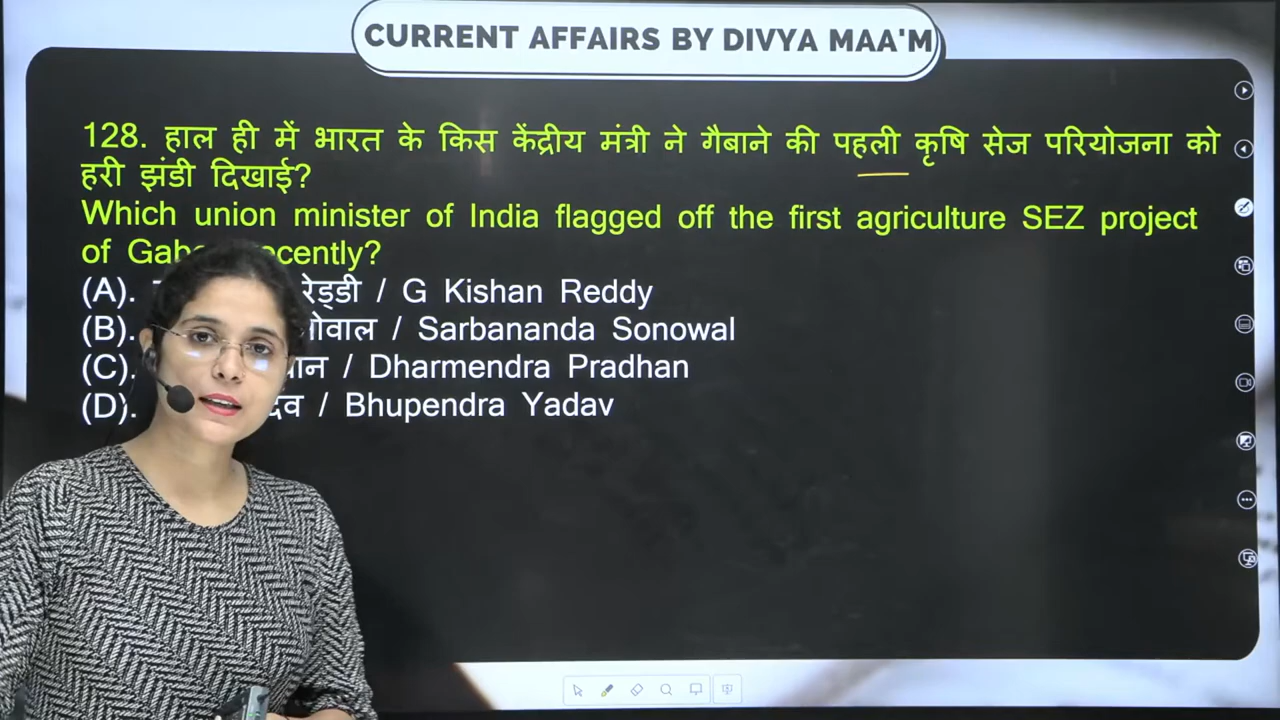 CURRENT AFFAIRS BY DIVYA MAA'M
128. हाल ही में भारत के किस केंद्रीय मंत्री ने गैबाने की पहली कृषि सेज परियोजना को
हरी झंडी दिखाई?
Which union minister of India flagged off the first agriculture SEZ project
of recently?
(A). रेड्डी / G Kishan Reddy
(B). / Sarbananda Sonowal
(C). / Dharmendra Pradhan
(D). / Bhupendra Yadav